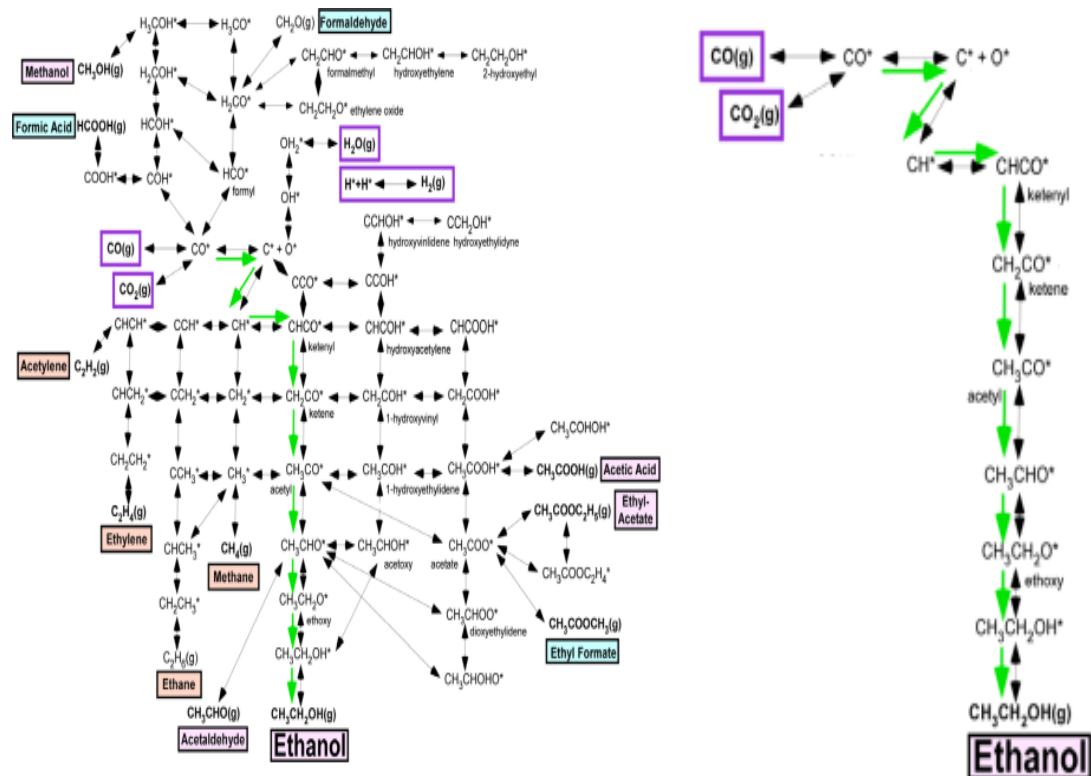 H₃COH* H₃CO* CH₂O(g) Formaldehyde
Methanol CH₃OH(g) H₂COH* CH₂CHO* CH₂CHOH* CH₂CH₂OH*
formalmethyl hydroxyethylene 2-hydroxyethyl
H₂CO* CH₂CH₂O* ethylene oxide
Formic Acid HCOOH(g) HCOH*
OH₂* H₂O(g)
COOH* COH* HCO* H*+H* H₂(g)
formyl OH*
CCHOH* CCH₂OH*
hydroxyvinlidene hydroxyethylidyne
CO(g) CO* C* + O*
CO₂(g) CCO* CCOH*
CHCH* CCH* CH* CHCO* CHCOH* CHCOOH*
ketenyl hydroxyacetylene
Acetylene C₂H₂(g)
CHCH₂* CCH₂* CH₂* CH₂CO* CH₂COH* CH₂COOH*
ketene 1-hydroxyvinyl
CH₃COHOH*
CH₂CH₂* CCH₃* CH₃* CH₃CO* CH₃COH* CH₃COOH* CH₃COOH(g) Acetic Acid
acetyl 1-hydroxyethylidene
C₂H₄(g) CH₃COOC₂H₅(g) Ethyl-
Acetate
Ethylene
CHCH₃* CH₄(g) CH₃CHO* CH₃CHOH* CH₃COO*
acetoxy acetate
Methane CH₃COOC₂H₄*
CH₂CH₃* CH₃CH₂O* CH₃CHOO*
ethoxy dioxyethylidene CH₃COOCH₃(g)
Ethyl Formate
C₂H₆(g) CH₃CH₂OH* CH₃CHOHO*
Ethane
CH₃CHO(g) CH₃CH₂OH(g)
Acetaldehyde Ethanol
CO(g) CO* C* + O*
CO₂(g)
CH* CHCO*
ketenyl
CH₂CO*
ketene
CH₃CO*
acetyl
CH₃CHO*
CH₃CH₂O*
ethoxy
CH₃CH₂OH*
CH₃CH₂OH(g)
Ethanol